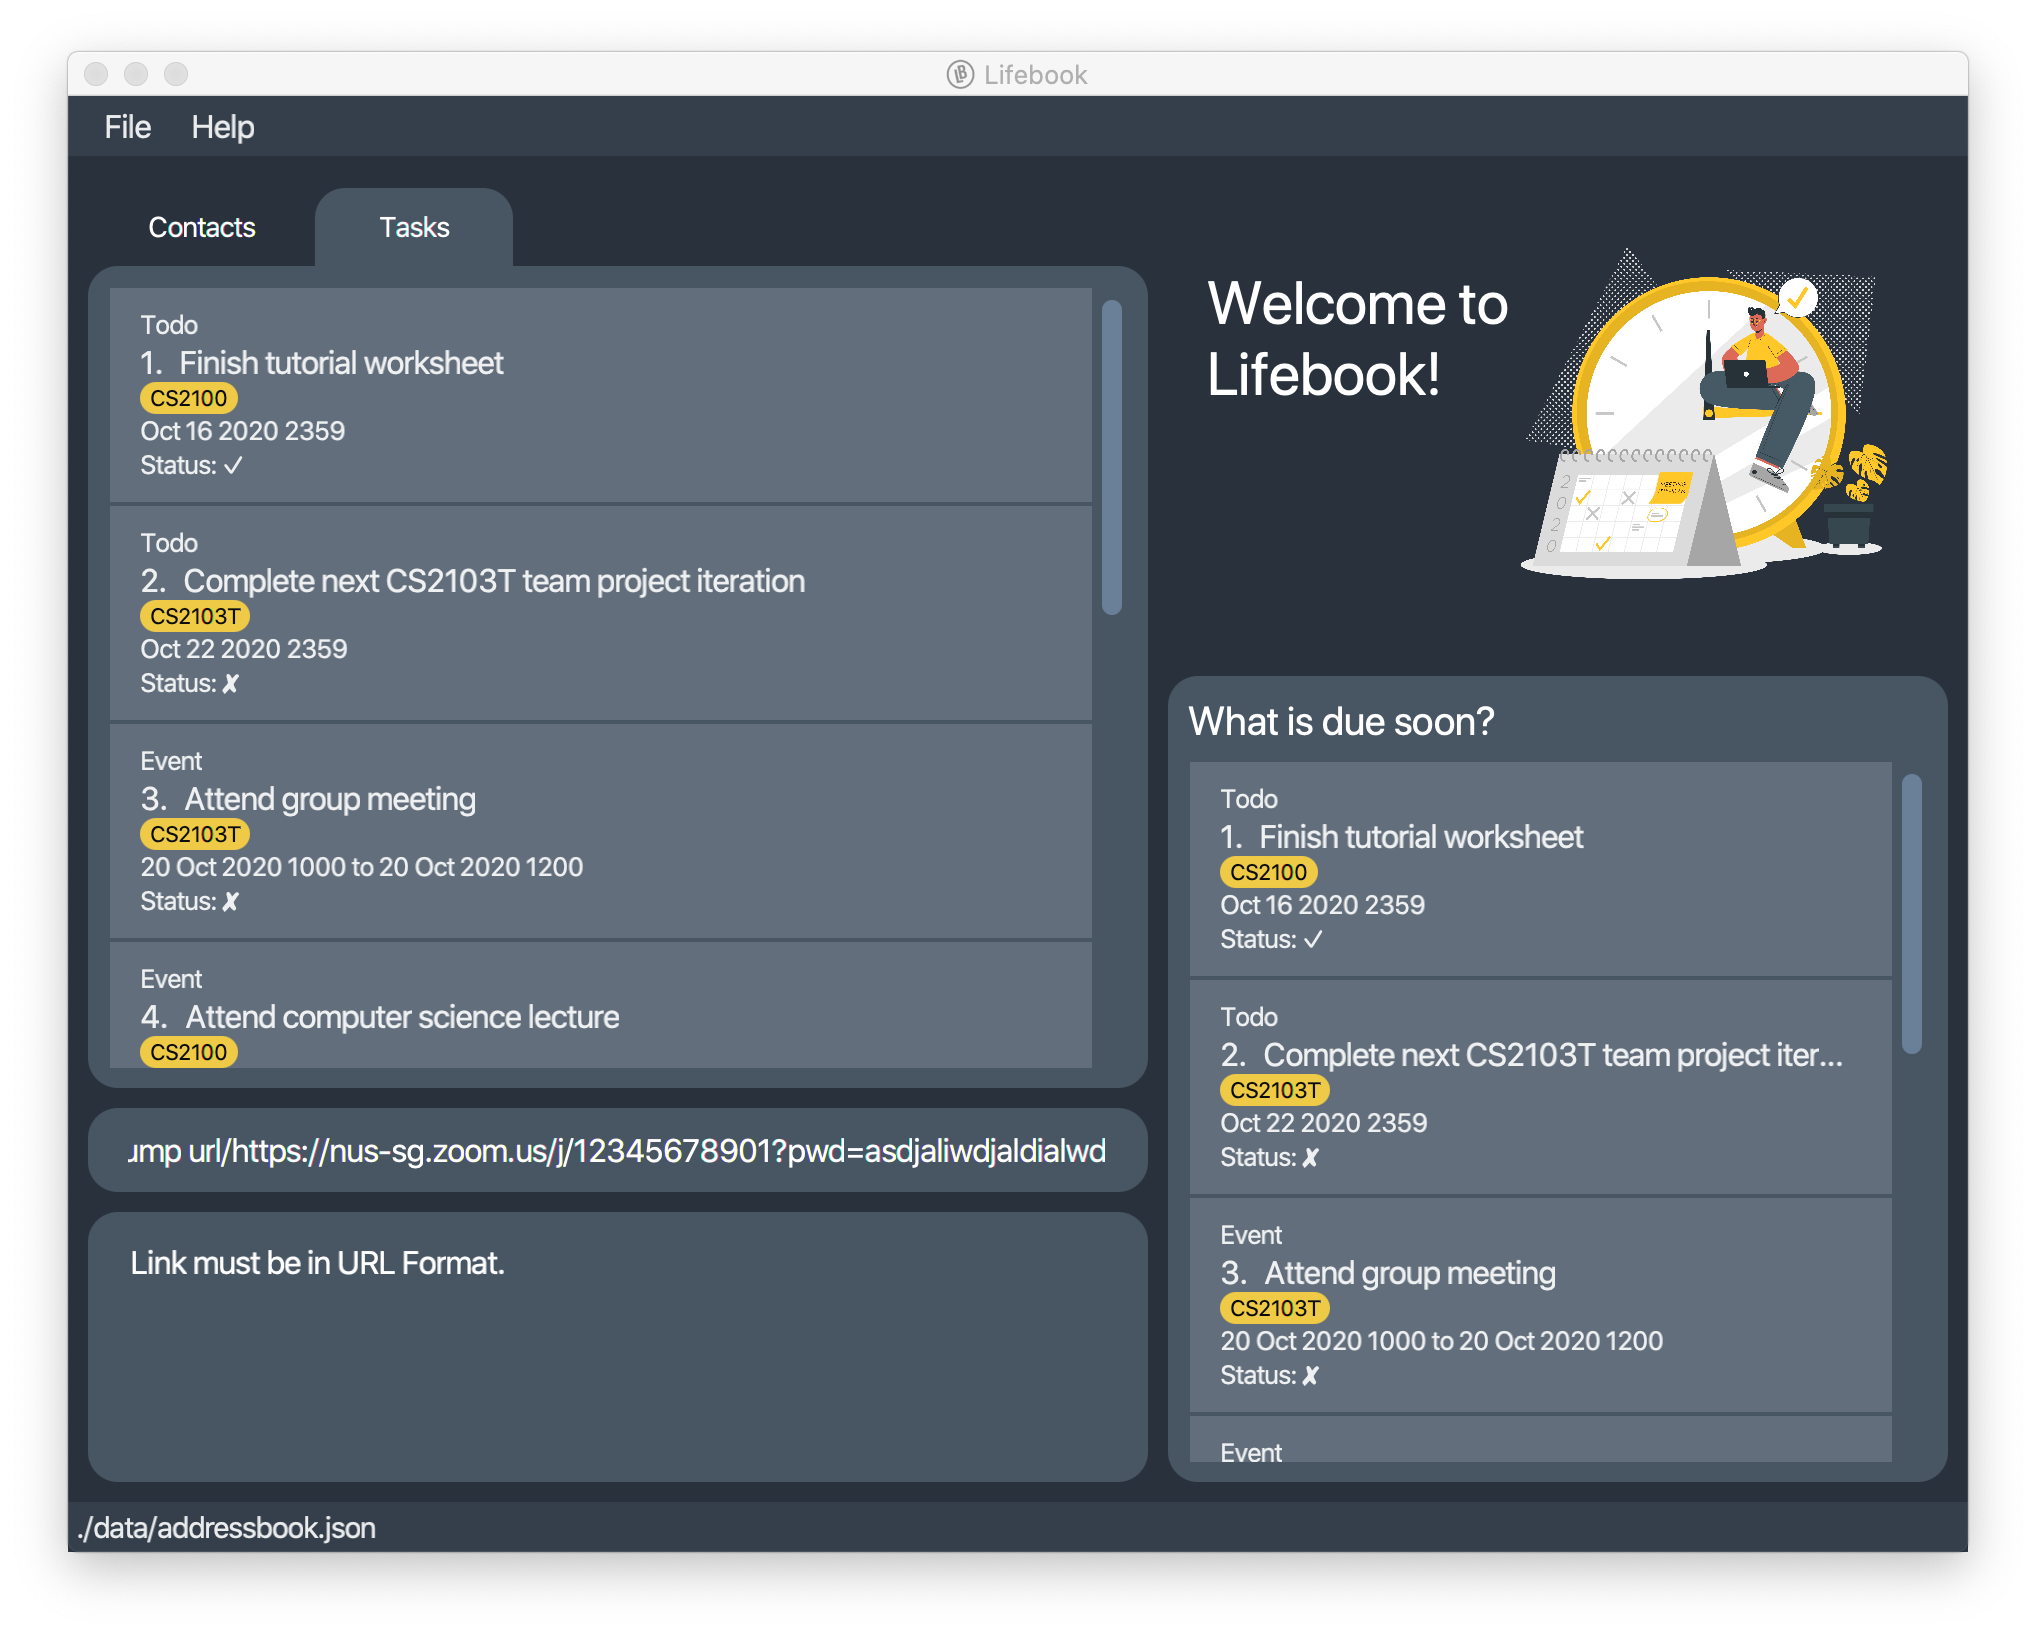 Lifebook
File Help
Contacts Tasks
Todo
1. Finish tutorial worksheet
CS2100
Oct 16 2020 2359
Status: ✓
Todo
2. Complete next CS2103T team project iteration
CS2103T
Oct 22 2020 2359
Status: ✘
Event
3. Attend group meeting
CS2103T
20 Oct 2020 1000 to 20 Oct 2020 1200
Status: ✘
Event
4. Attend computer science lecture
CS2100
ump url/https://nus-sg.zoom.us/j/12345678901?pwd=asdjaliwdjaldialwd
Link must be in URL Format.
Welcome to
Lifebook!
2
0
2
0
What is due soon?
Todo
1. Finish tutorial worksheet
CS2100
Oct 16 2020 2359
Status: ✓
Todo
2. Complete next CS2103T team project iter...
CS2103T
Oct 22 2020 2359
Status: ✘
Event
3. Attend group meeting
CS2103T
20 Oct 2020 1000 to 20 Oct 2020 1200
Status: ✘
Event
./data/addressbook.json